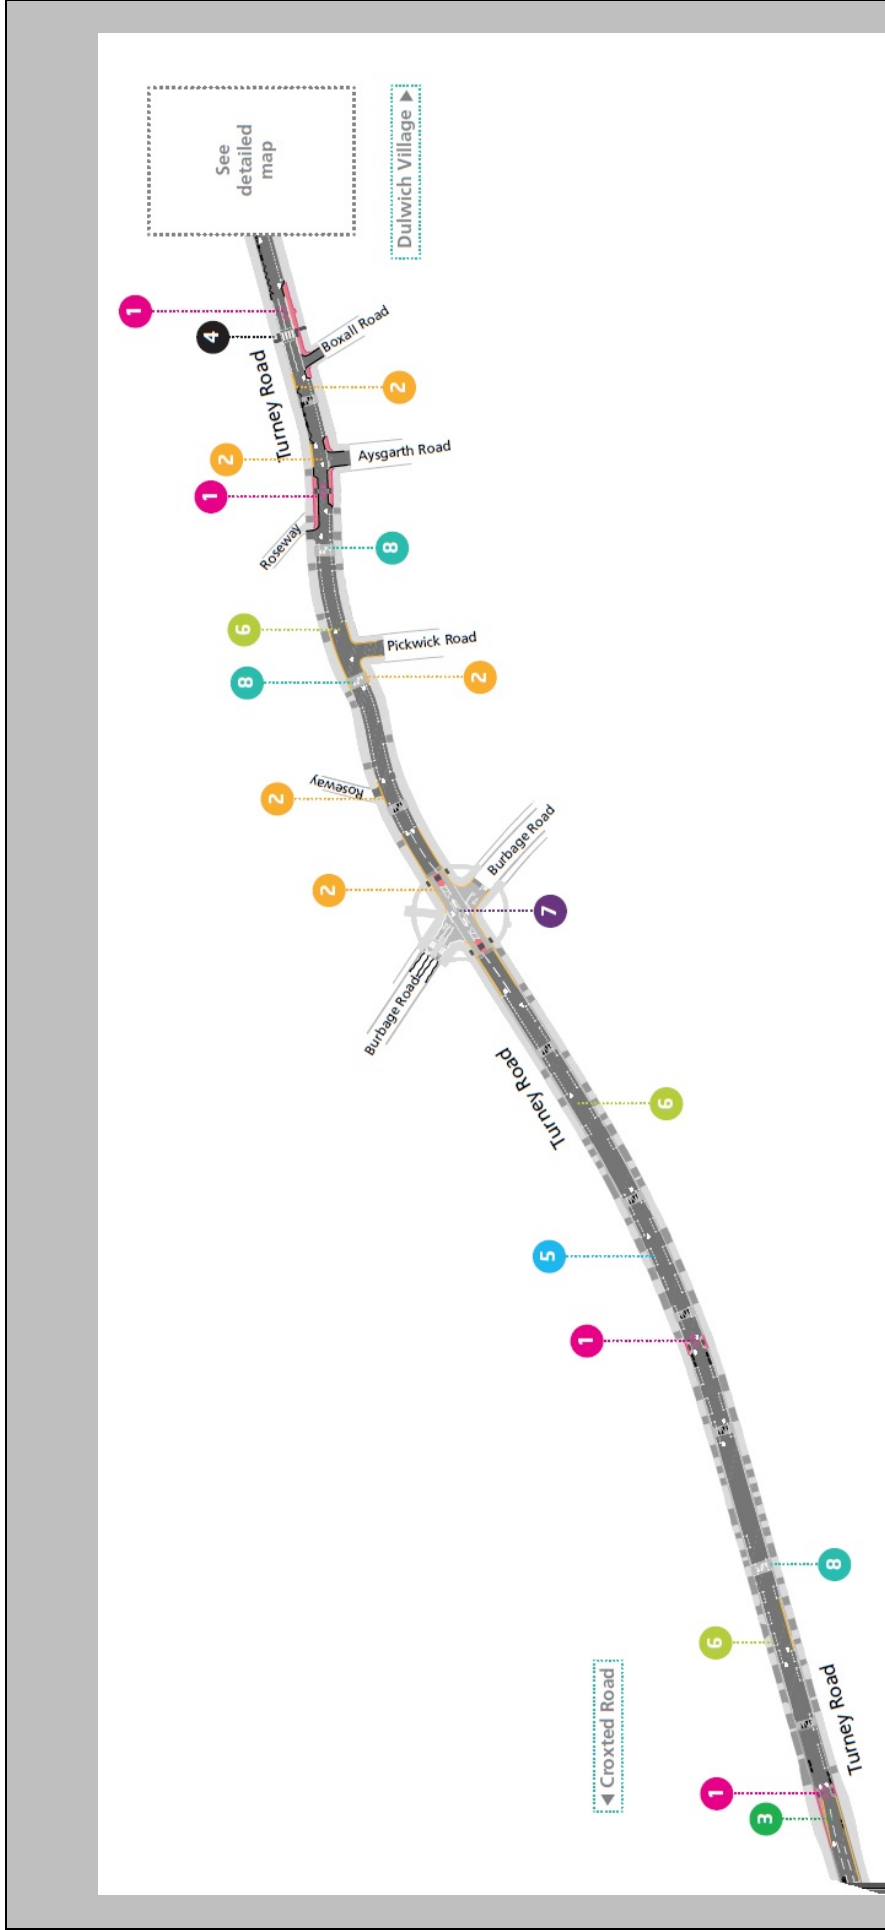 See
detailed
map
Dulwich Village ▶
1
4
Boxall Road
Turney Road
2
2
Aysgarth Road
1
Roseway
8
6
Pickwick Road
8
2
Roseway
2
Burbage Road
2
7
Burbage Road
Turney Road
6
5
1
8
6
◀ Croxted Road
Turney Road
1
3